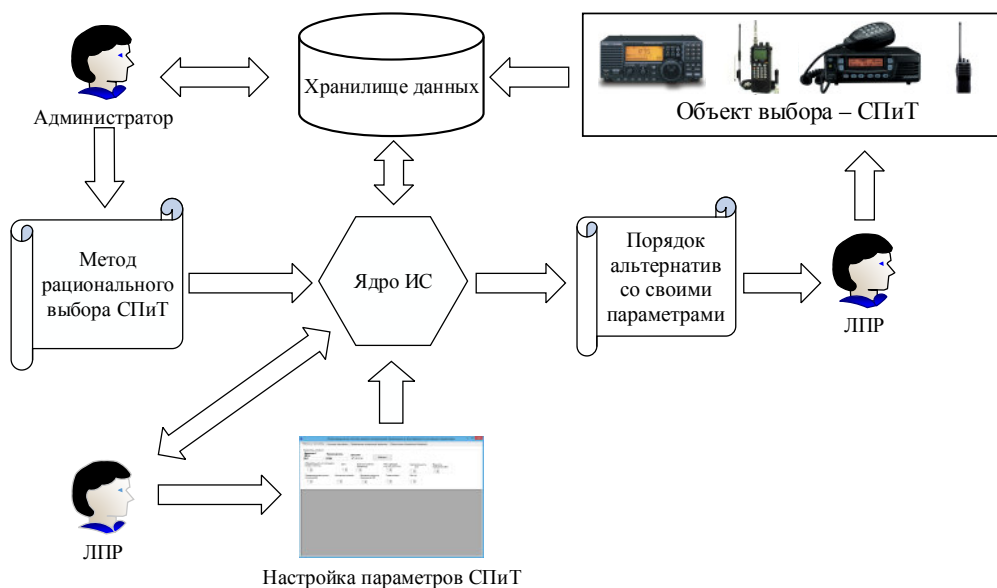 Хранилище данных
Объект выбора – СПиТ
Администратор
Метод
рационального
выбора СПиТ
Ядро ИС
Порядок
альтернатив
со своими
параметрами
ЛПР
ЛПР
Настройка параметров СПиТ